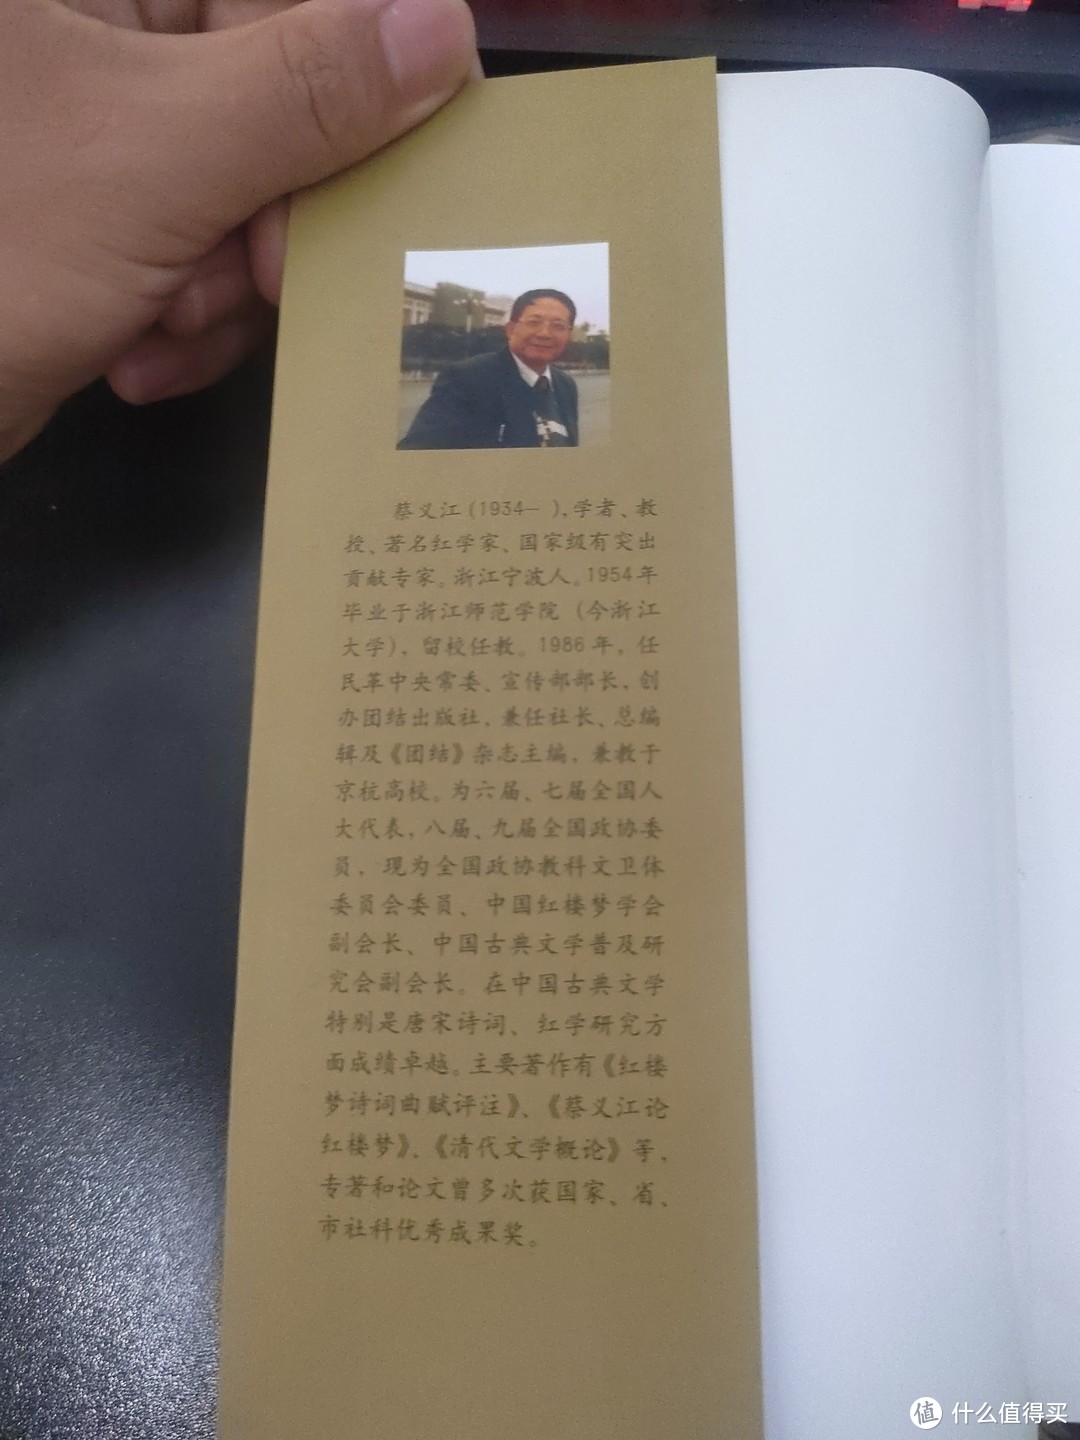 蔡义江（1934— ），学者、教
授、著名红学家、国家级有突出
贡献专家。浙江宁波人。1954年
毕业于浙江师范学院（今浙江
大学），留校任教。1986年，任
民革中央常委、宣传部部长，创
办团结出版社，兼任社长、总编
辑及《团结》杂志主编，兼教于
京杭高校。为六届、七届全国人
大代表，八届、九届全国政协委
员，现为全国政协教科文卫体
委员会委员、中国红楼梦学会
副会长、中国古典文学普及研
究会副会长。在中国古典文学
特别是唐宋诗词、红学研究方
面成绩卓越。主要著作有《红楼
梦诗词曲赋评注》、《蔡义江论
红楼梦》、《清代文学概论》等，
专著和论文曾多次获国家、省、
市社科优秀成果奖。
值 什么值得买